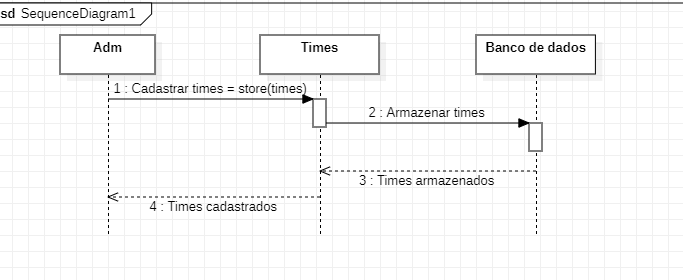 sd SequenceDiagram1
Adm
Times
Banco de dados
1 : Cadastrar times = store(times)
2 : Armazenar times
3 : Times armazenados
4 : Times cadastrados